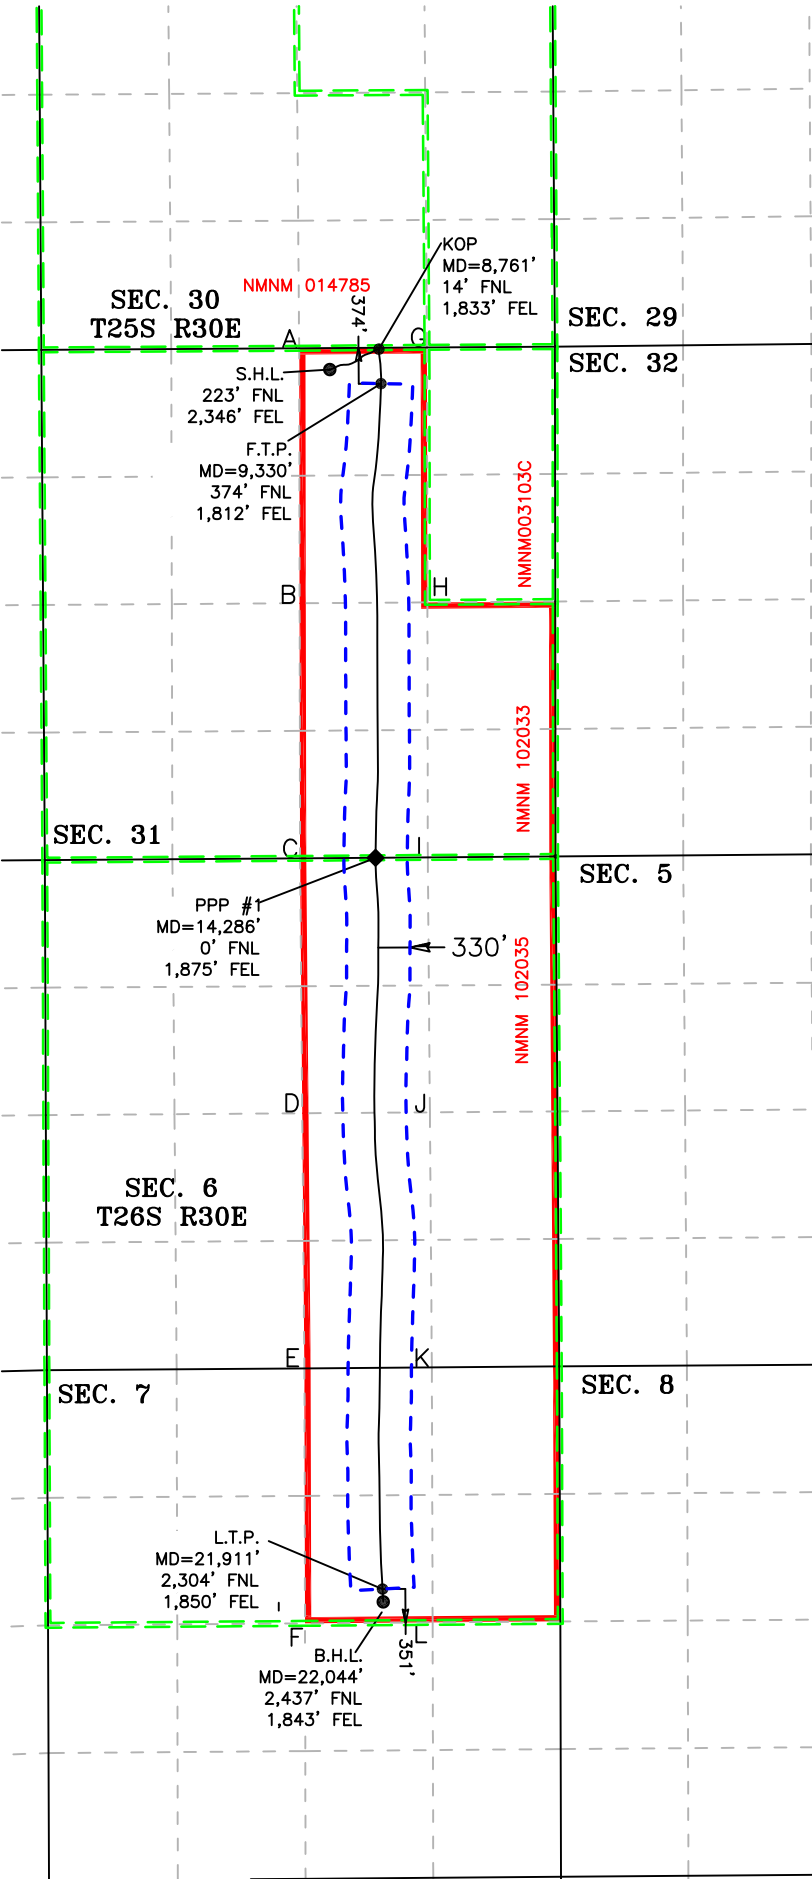 KOP
MD=8,761'
14' FNL
1,833' FEL
NMNM 014785
SEC. 30
T25S R30E
SEC. 29
SEC. 32
374'
A
G
S.H.L.
223' FNL
2,346' FEL
F.T.P.
MD=9,330'
374' FNL
1,812' FEL
NMNM003103C
B
H
NMNM 102033
SEC. 31
C
I
SEC. 5
PPP #1
MD=14,286'
0' FNL
1,875' FEL
330'
NMNM 102035
D
J
SEC. 6
T26S R30E
E
K
SEC. 7
SEC. 8
L.T.P.
MD=21,911'
2,304' FNL
1,850' FEL
F
L
351'
B.H.L.
MD=22,044'
2,437' FNL
1,843' FEL